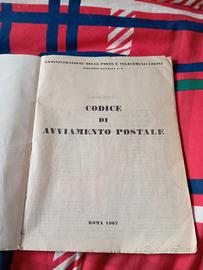 AMMINISTRAZIONE DELLE POSTE E TELECOMUNICAZIONI
CODICE
DI
AVVIAMENTO POSTALE
ROMA 1967